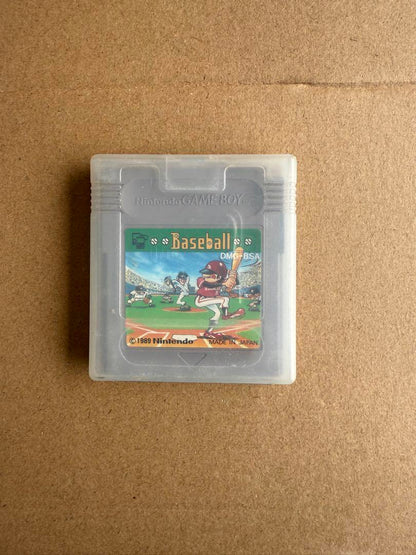 Nintendo GAME BOY
Baseball
DMG-BSA
©1989 Nintendo
MADE IN JAPAN